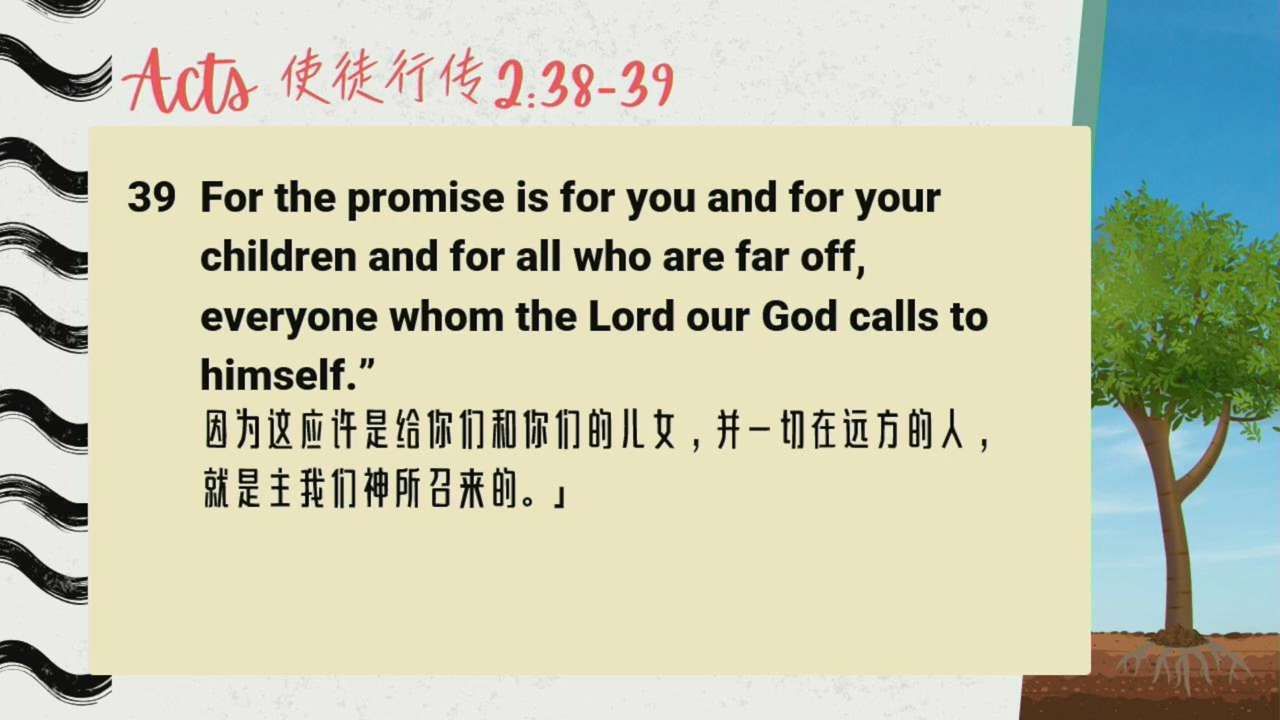 Acts 使徒行传 2:38-39
39 For the promise is for you and for your
children and for all who are far off,
everyone whom the Lord our God calls to
himself.”
因为这应许是给你们和你们的儿女，并一切在远方的人，
就是主我们神所召来的。」